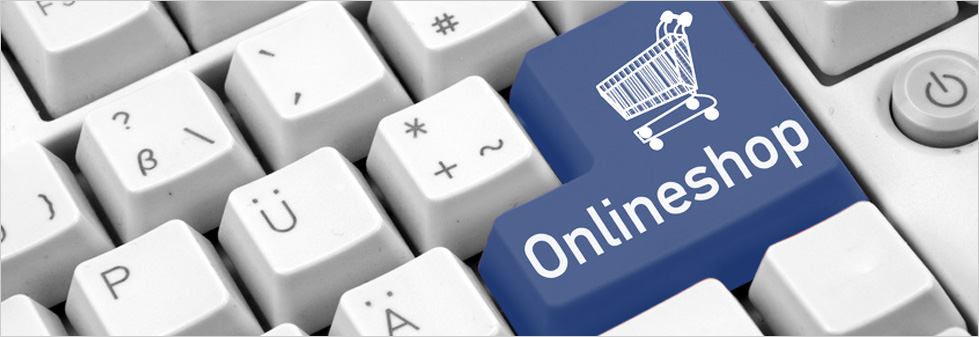 #
`
´
?
ß \
*
+ ~
}
Ü
P
Ä
Onlineshop